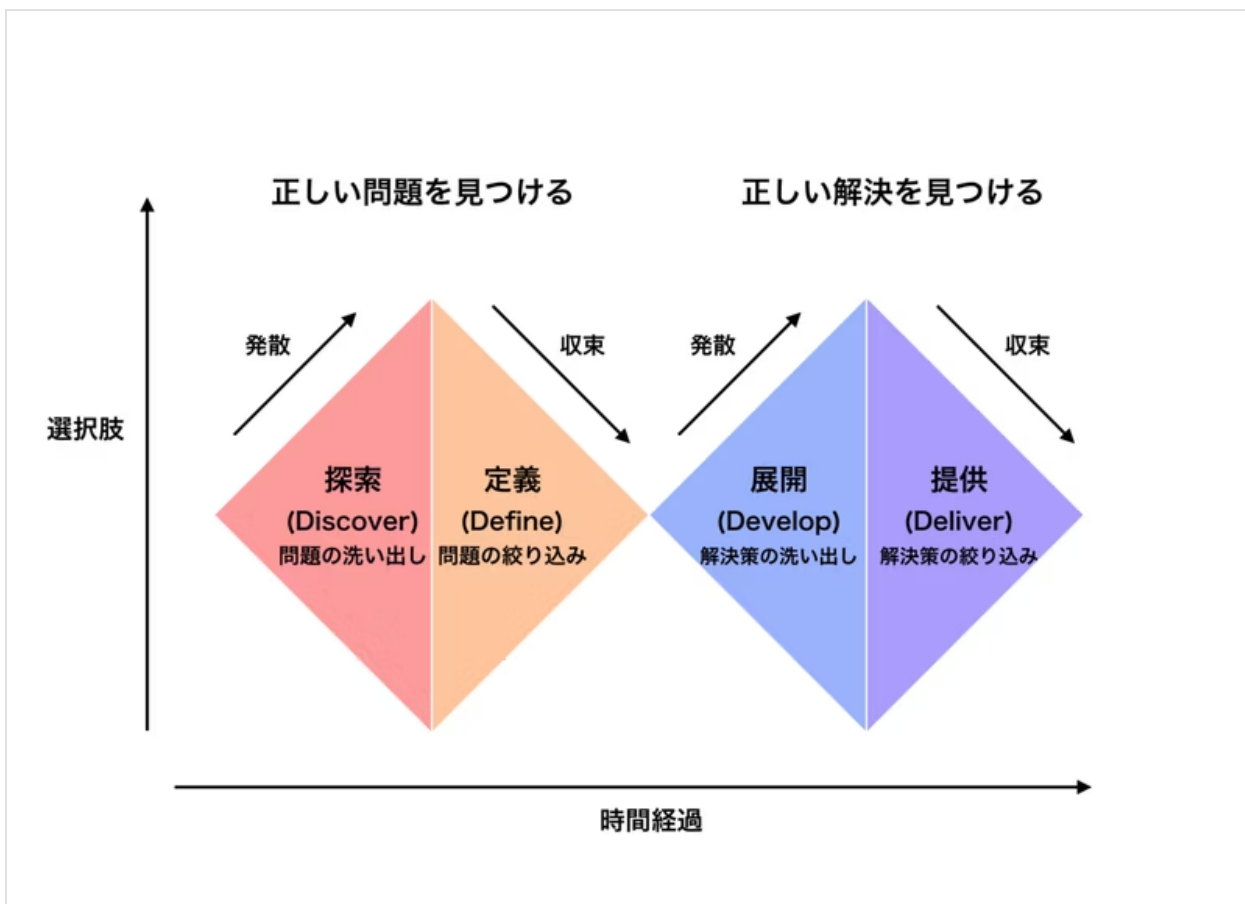 正しい問題を見つける
正しい解決を見つける
発散
収束
発散
収束
選択肢
探索
(Discover)
問題の洗い出し
定義
(Define)
問題の絞り込み
展開
(Develop)
解決策の洗い出し
提供
(Deliver)
解決策の絞り込み
時間経過